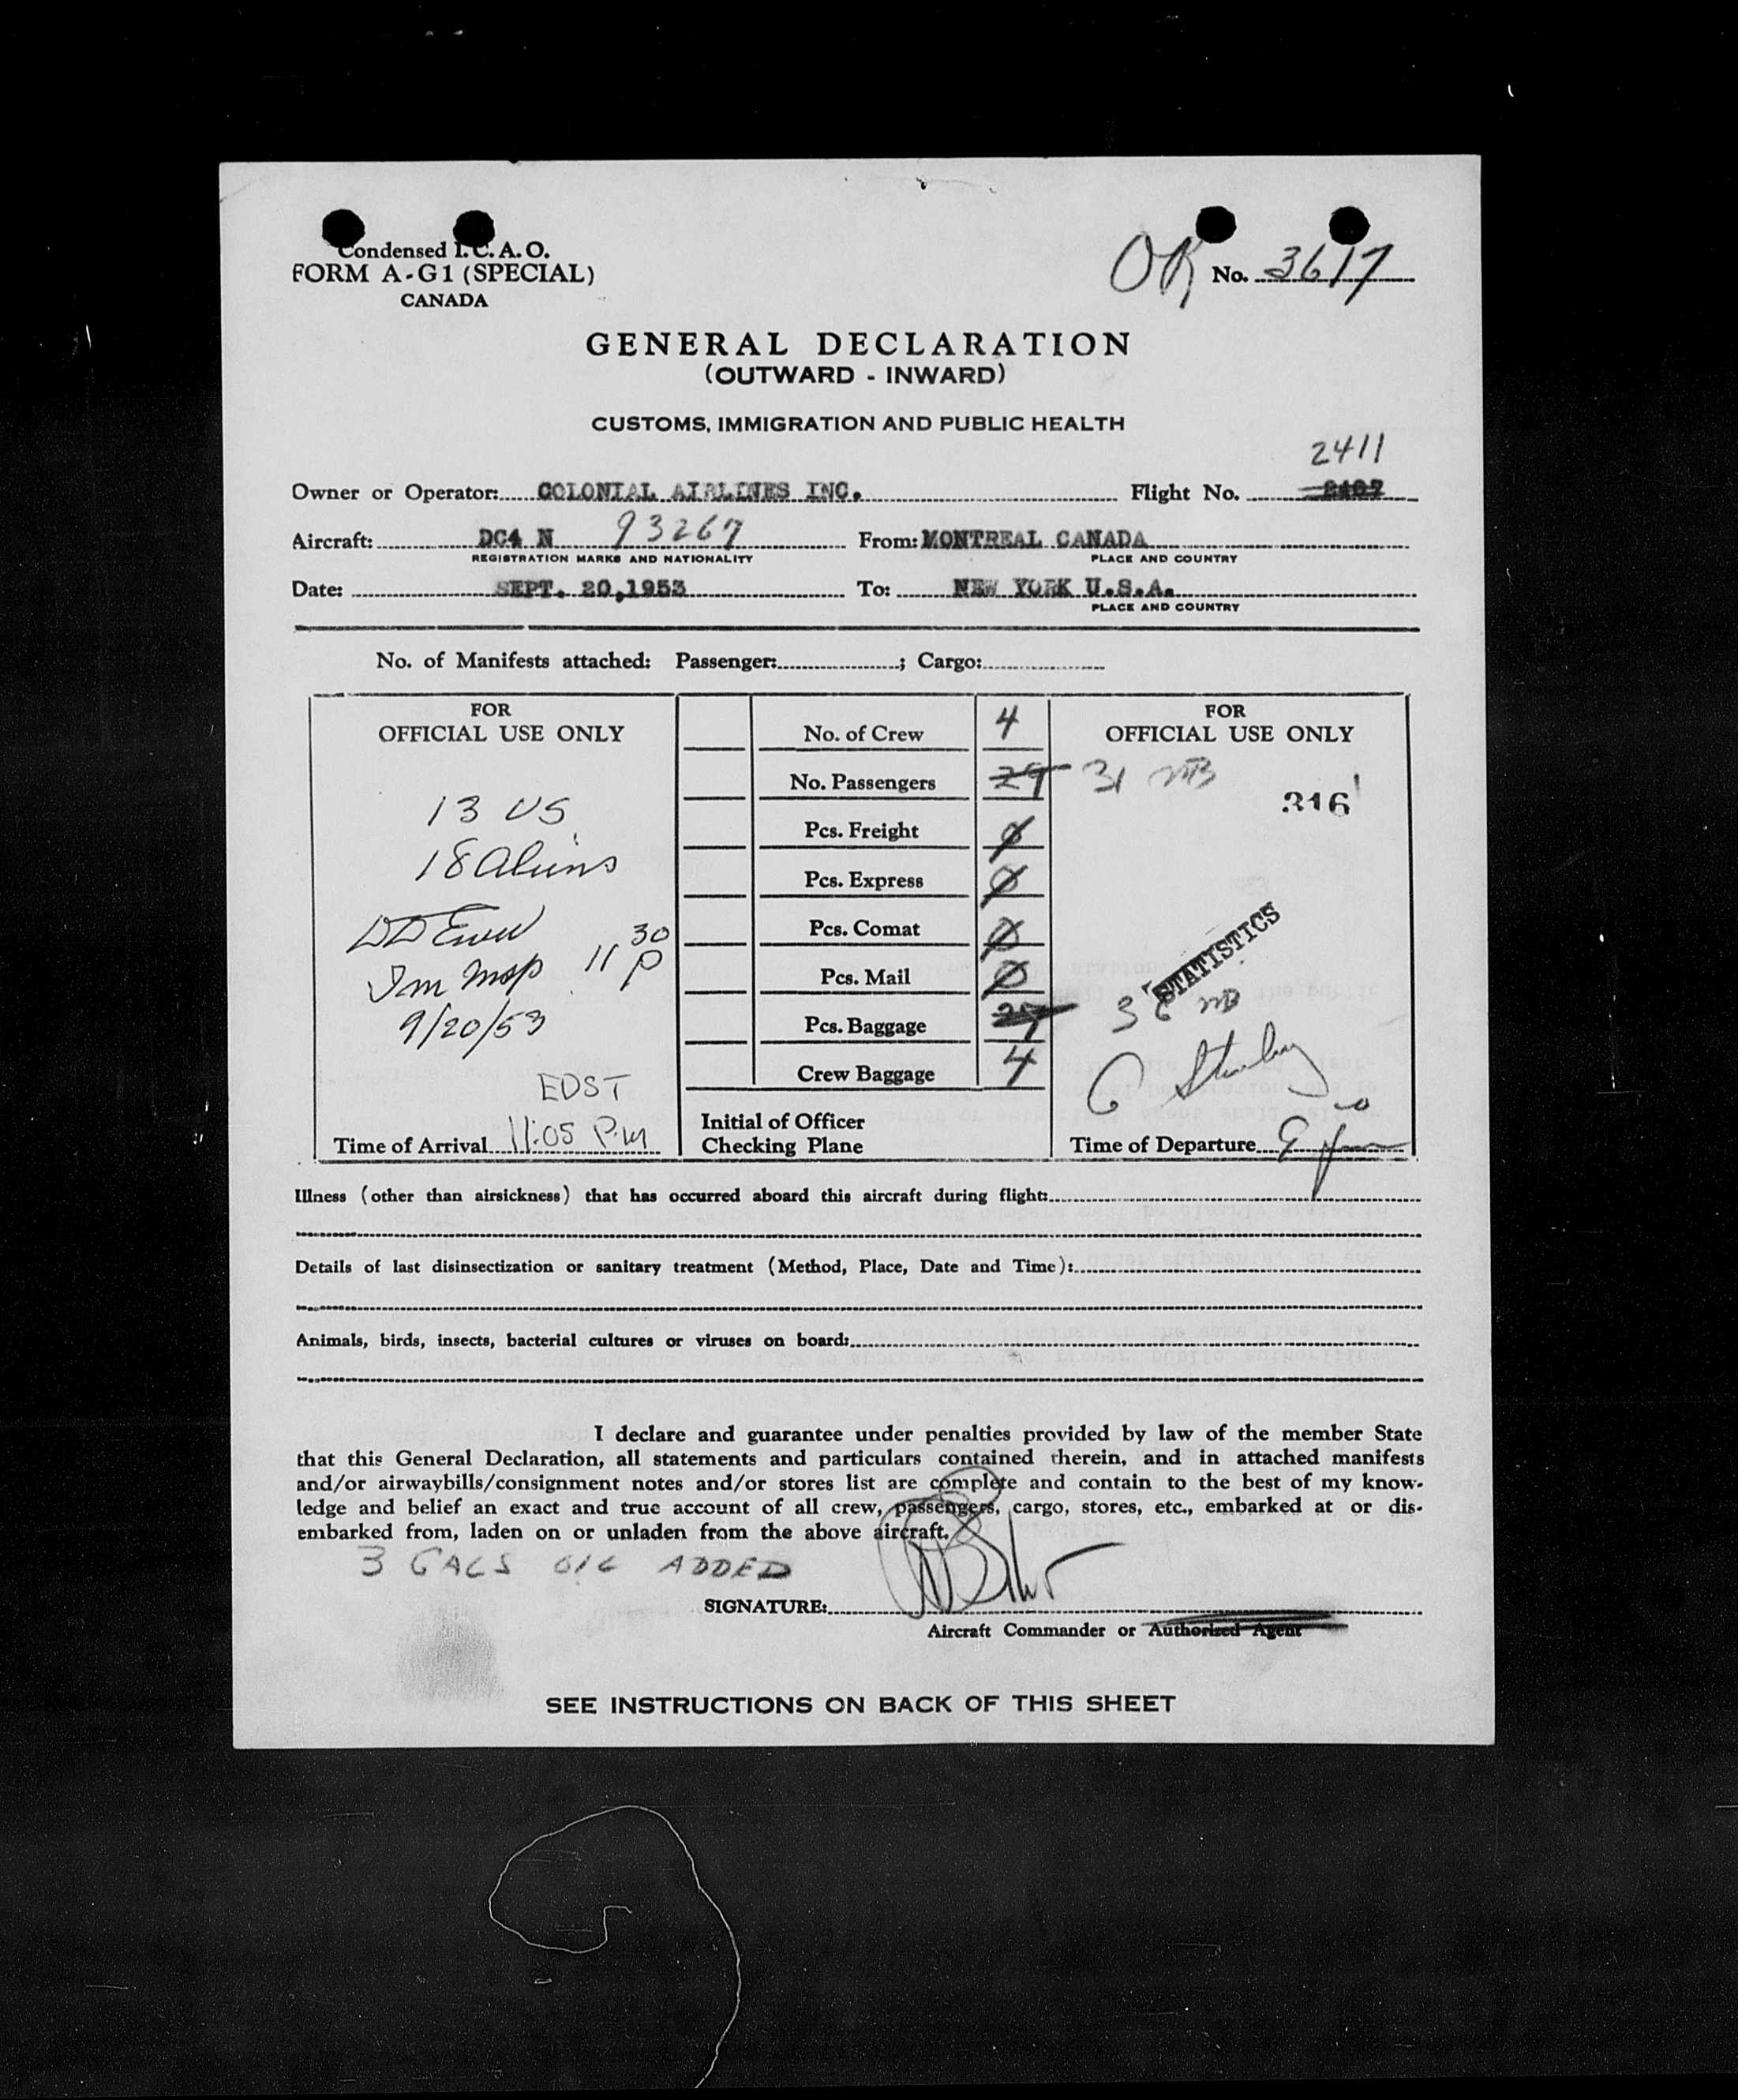 Condensed I.C.A.O.
FORM A-G1 (SPECIAL)
CANADA
OK No. 3617
GENERAL DECLARATION
(OUTWARD - INWARD)
CUSTOMS, IMMIGRATION AND PUBLIC HEALTH
2411
Owner or Operator: COLONIAL AIRLINES INC. Flight No. 2407
Aircraft: DC4 N 93267 From: MONTREAL CANADA
REGISTRATION MARKS AND NATIONALITY PLACE AND COUNTRY
Date: SEPT. 20,1953 To: NEW YORK U.S.A.
PLACE AND COUNTRY
No. of Manifests attached: Passenger: ; Cargo:
FOR
OFFICIAL USE ONLY
13 US
18 aliens
Im Insp 11 30 P
9/20/53
EDST
Time of Arrival 11:05 P.M
No. of Crew 4
No. Passengers 29
Pcs. Freight 0
Pcs. Express 0
Pcs. Comat 0
Pcs. Mail 0
Pcs. Baggage
Crew Baggage 4
Initial of Officer
Checking Plane
FOR
OFFICIAL USE ONLY
31 MB
316
STATISTICS
36 MB
Time of Departure
Illness (other than airsickness) that has occurred aboard this aircraft during flight:
Details of last disinsectization or sanitary treatment (Method, Place, Date and Time):
Animals, birds, insects, bacterial cultures or viruses on board:
I declare and guarantee under penalties provided by law of the member State
that this General Declaration, all statements and particulars contained therein, and in attached manifests
and/or airwaybills/consignment notes and/or stores list are complete and contain to the best of my know-
ledge and belief an exact and true account of all crew, passengers, cargo, stores, etc., embarked at or dis-
embarked from, laden on or unladen from the above aircraft.
3 GALS OIL ADDED
SIGNATURE:
Aircraft Commander or Authorized Agent
SEE INSTRUCTIONS ON BACK OF THIS SHEET